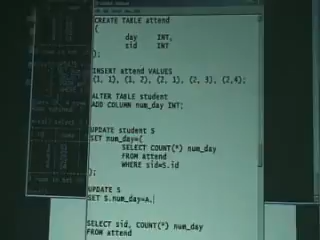 CREATE TABLE attend
(
day INT,
sid INT
);
INSERT attend VALUES
(1, 1), (1, 2), (2, 1), (2, 3), (2,4);
ALTER TABLE student
ADD COLUMN num_day INT;
UPDATE student S
SET num_day=(
SELECT COUNT(*) num_day
FROM attend
WHERE sid=S.id
);
UPDATE S
SET S.num_day=A.
SELECT sid, COUNT(*) num_day
FROM attend